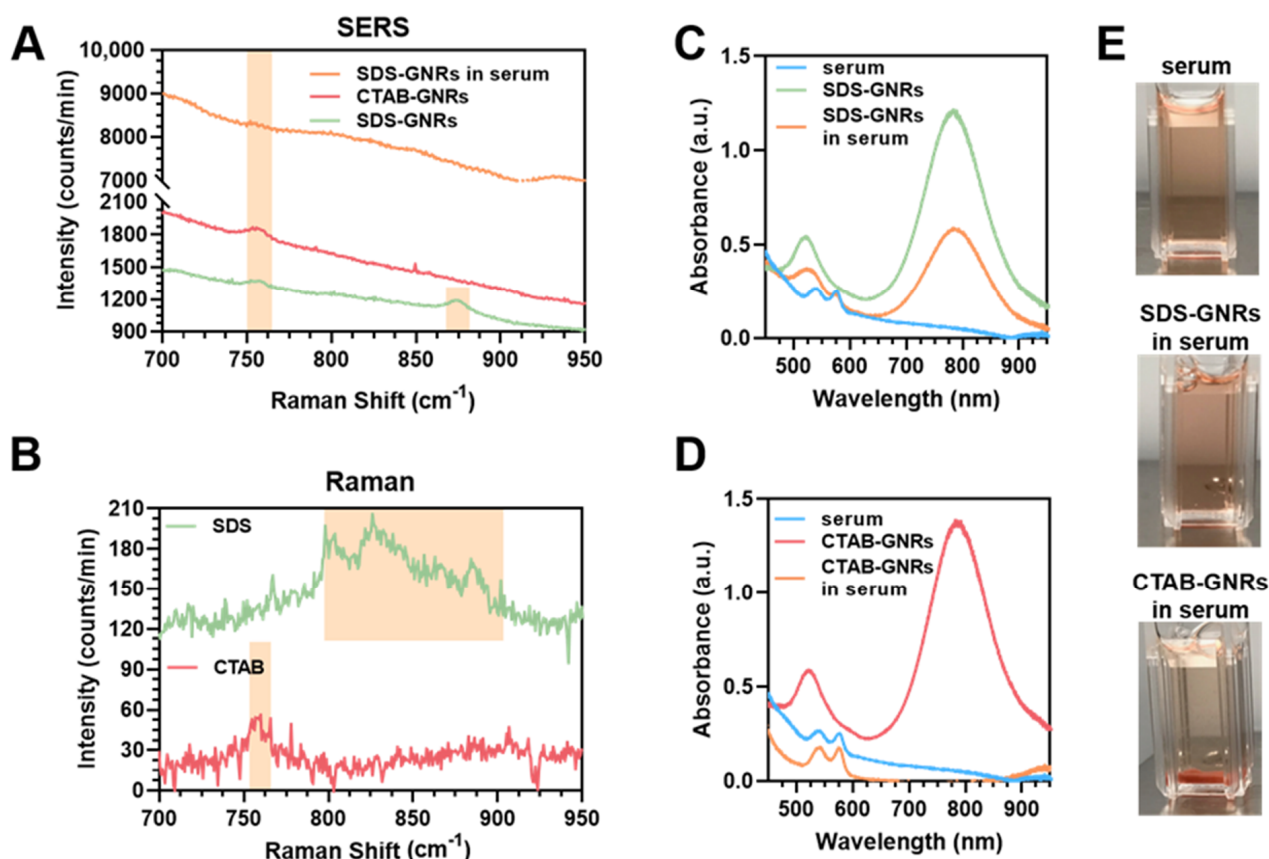 A
SERS
10,000
9000
8000
7000
2100
1800
1500
1200
900
Intensity (counts/min)
SDS-GNRs in serum
CTAB-GNRs
SDS-GNRs
700 750 800 850 900 950
Raman Shift (cm-1)
B
Raman
210
180
150
120
90
60
30
0
Intensity (counts/min)
SDS
CTAB
700 750 800 850 900 950
Raman Shift (cm-1)
C
1.5
1.0
0.5
0.0
Absorbance (a.u.)
serum
SDS-GNRs
SDS-GNRs
in serum
500 600 700 800 900
Wavelength (nm)
D
1.5
1.0
0.5
0.0
Absorbance (a.u.)
serum
CTAB-GNRs
CTAB-GNRs
in serum
500 600 700 800 900
Wavelength (nm)
E
serum
SDS-GNRs
in serum
CTAB-GNRs
in serum